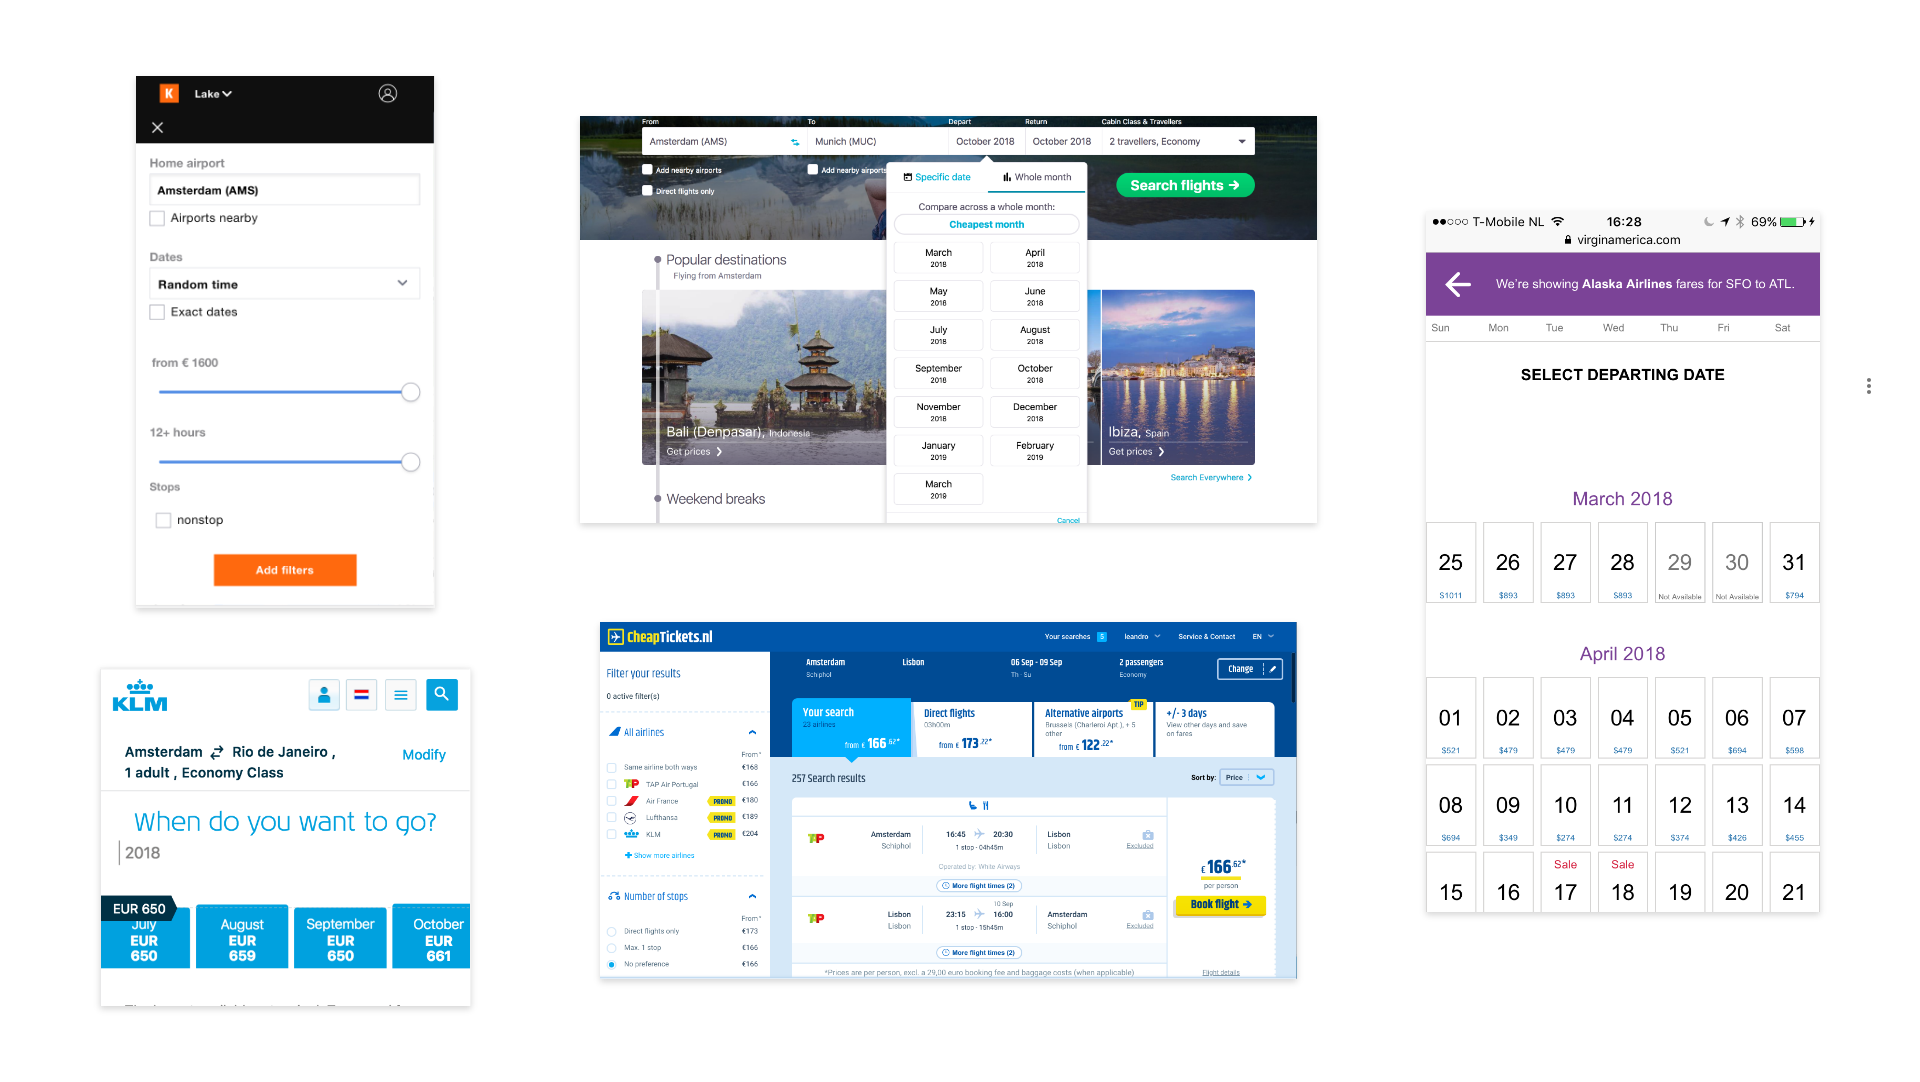 K Lake
Home airport
Amsterdam (AMS)
Airports nearby
Dates
Random time
Exact dates
from € 1600
12+ hours
Stops
nonstop
Add filters
From To Depart Return Cabin Class & Travellers
Amsterdam (AMS) Munich (MUC) October 2018 October 2018 2 travellers, Economy
Add nearby airports Add nearby airports
Direct flights only
Specific date Whole month
Search flights
Compare across a whole month:
Cheapest month
March 2018 April 2018
May 2018 June 2018
July 2018 August 2018
September 2018 October 2018
November 2018 December 2018
January 2019 February 2019
March 2019
Cancel
Popular destinations
Flying from Amsterdam
Bali (Denpasar), Indonesia
Get prices
Ibiza, Spain
Get prices
Search Everywhere
Weekend breaks
T-Mobile NL 16:28 69%
virginamerica.com
We're showing Alaska Airlines fares for SFO to ATL.
Sun Mon Tue Wed Thu Fri Sat
SELECT DEPARTING DATE
March 2018
25 26 27 28 29 30 31
$1011 $893 $893 $893 Not Available Not Available $794
April 2018
01 02 03 04 05 06 07
$521 $479 $479 $479 $521 $694 $598
08 09 10 11 12 13 14
$694 $349 $274 $274 $374 $426 $455
Sale Sale
15 16 17 18 19 20 21
KLM
Amsterdam Rio de Janeiro ,
1 adult , Economy Class
Modify
When do you want to go?
2018
EUR 650
July August September October
EUR EUR EUR EUR
650 659 650 661
CheapTickets.nl
Your searches 5 leandro Service & Contact EN
Filter your results
0 active filter(s)
Amsterdam Lisbon 06 Sep - 09 Sep 2 passengers
Schiphol Th - Su Economy
Change
All airlines
From*
Same airline both ways €168
TP TAP Air Portugal €166
Air France PROMO €180
Lufthansa PROMO €189
KLM PROMO €204
Show more airlines
Number of stops
From*
Direct flights only €173
Max. 1 stop €166
No preference €166
Your search
23 airlines
from € 166.62*
Direct flights
03h00m
from € 173.22*
TIP
Alternative airports
Brussels (Charleroi Apt.), + 5
other
from € 122.22*
+/- 3 days
View other days and save
on fares
257 Search results
Sort by: Price
TP Amsterdam 16:45 20:30 Lisbon
Schiphol 1 stop · 04h45m Lisbon Excluded
Operated by: White Airways
More flight times (2)
10 Sep
TP Lisbon 23:15 16:00 Amsterdam
Lisbon 1 stop · 15h45m Schiphol Excluded
More flight times (2)
€ 166.62*
per person
Book flight
Flight details
*Prices are per person, excl. a 29,00 euro booking fee and baggage costs (when applicable)